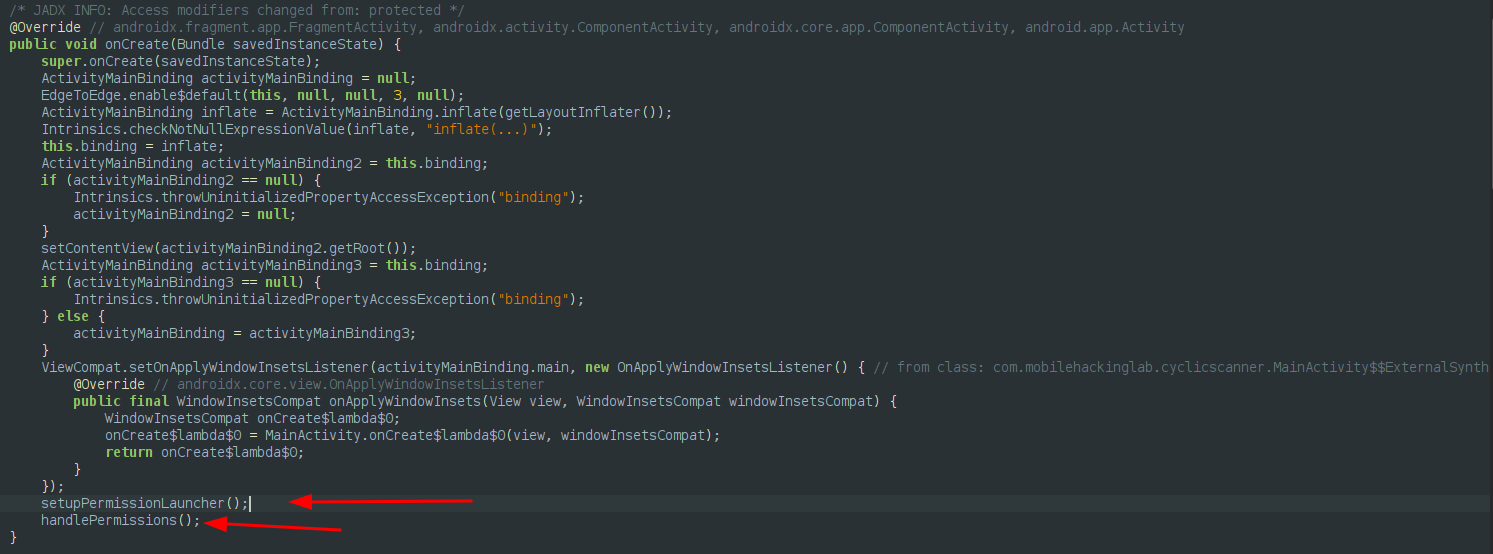 /* JADX INFO: Access modifiers changed from: protected */
@Override // androidx.fragment.app.FragmentActivity, androidx.activity.ComponentActivity, androidx.core.app.ComponentActivity, android.app.Activity
public void onCreate(Bundle savedInstanceState) {
    super.onCreate(savedInstanceState);
    ActivityMainBinding activityMainBinding = null;
    EdgeToEdge.enable$default(this, null, null, 3, null);
    ActivityMainBinding inflate = ActivityMainBinding.inflate(getLayoutInflater());
    Intrinsics.checkNotNullExpressionValue(inflate, "inflate(...)");
    this.binding = inflate;
    ActivityMainBinding activityMainBinding2 = this.binding;
    if (activityMainBinding2 == null) {
        Intrinsics.throwUninitializedPropertyAccessException("binding");
        activityMainBinding2 = null;
    }
    setContentView(activityMainBinding2.getRoot());
    ActivityMainBinding activityMainBinding3 = this.binding;
    if (activityMainBinding3 == null) {
        Intrinsics.throwUninitializedPropertyAccessException("binding");
    } else {
        activityMainBinding = activityMainBinding3;
    }
    ViewCompat.setOnApplyWindowInsetsListener(activityMainBinding.main, new OnApplyWindowInsetsListener() { // from class: com.mobilehackinglab.cyclicscanner.MainActivity$$ExternalSynth
        @Override // androidx.core.view.OnApplyWindowInsetsListener
        public final WindowInsetsCompat onApplyWindowInsets(View view, WindowInsetsCompat windowInsetsCompat) {
            WindowInsetsCompat onCreate$lambda$0;
            onCreate$lambda$0 = MainActivity.onCreate$lambda$0(view, windowInsetsCompat);
            return onCreate$lambda$0;
        }
    });
    setupPermissionLauncher();
    handlePermissions();
}